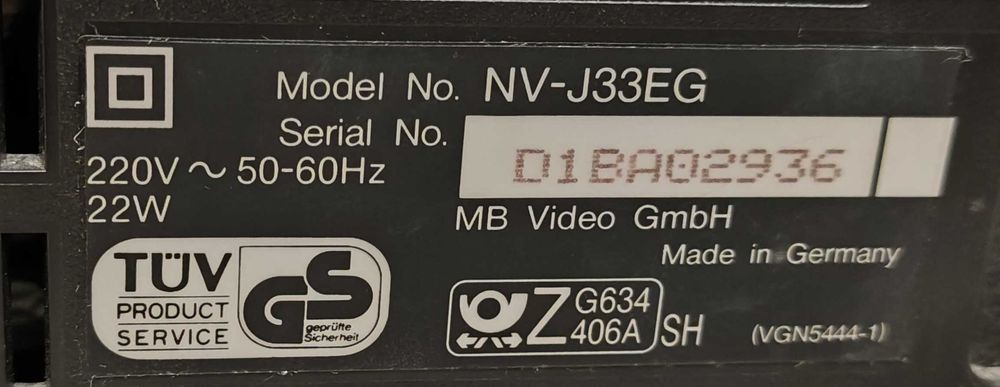 Model No. NV-J33EG
Serial No. D1BA02936
220V ~ 50-60Hz
22W
MB Video GmbH
Made in Germany
TÜV
PRODUCT
SERVICE
GS
geprüfte
Sicherheit
Z G634
406A SH
(VGN5444-1)